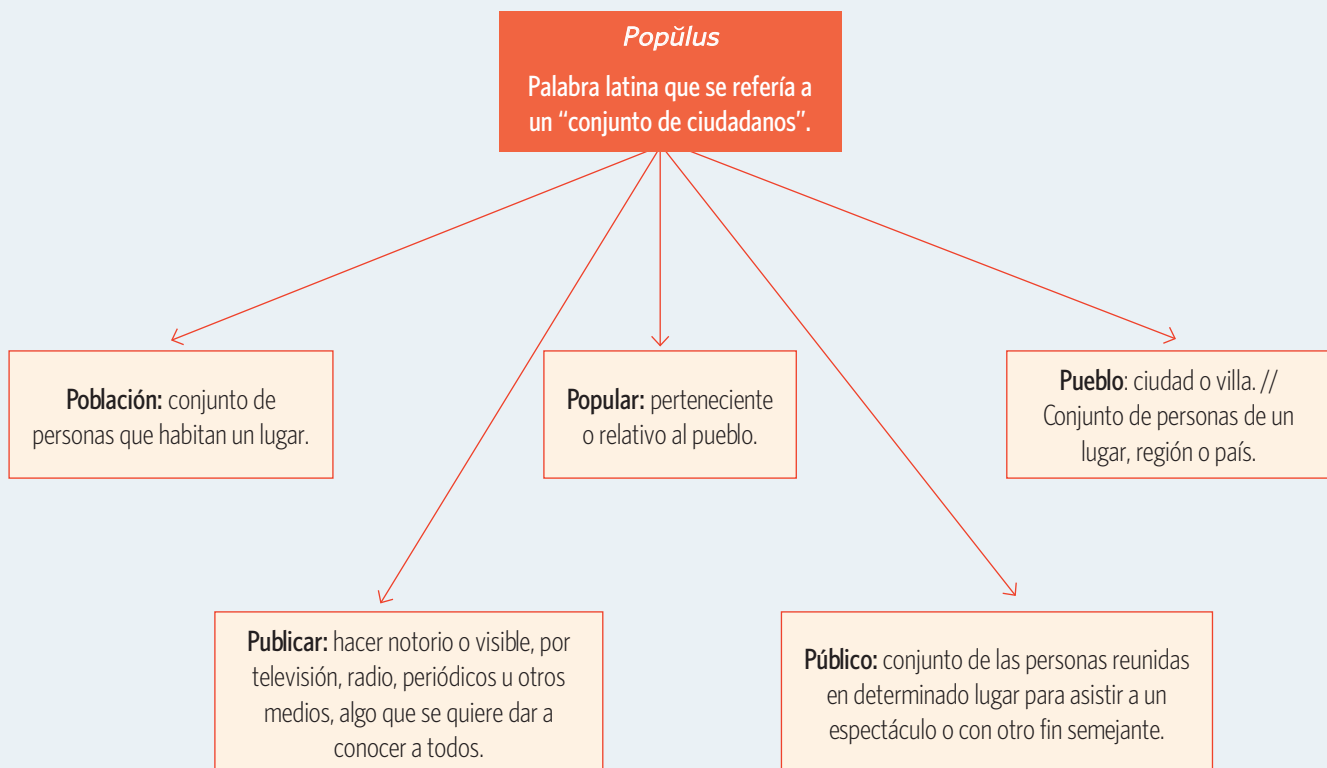 Popŭlus
Palabra latina que se refería a
un “conjunto de ciudadanos”.
Población: conjunto de
personas que habitan un lugar.
Popular: perteneciente
o relativo al pueblo.
Pueblo: ciudad o villa. //
Conjunto de personas de un
lugar, región o país.
Publicar: hacer notorio o visible, por
televisión, radio, periódicos u otros
medios, algo que se quiere dar a
conocer a todos.
Público: conjunto de las personas reunidas
en determinado lugar para asistir a un
espectáculo o con otro fin semejante.